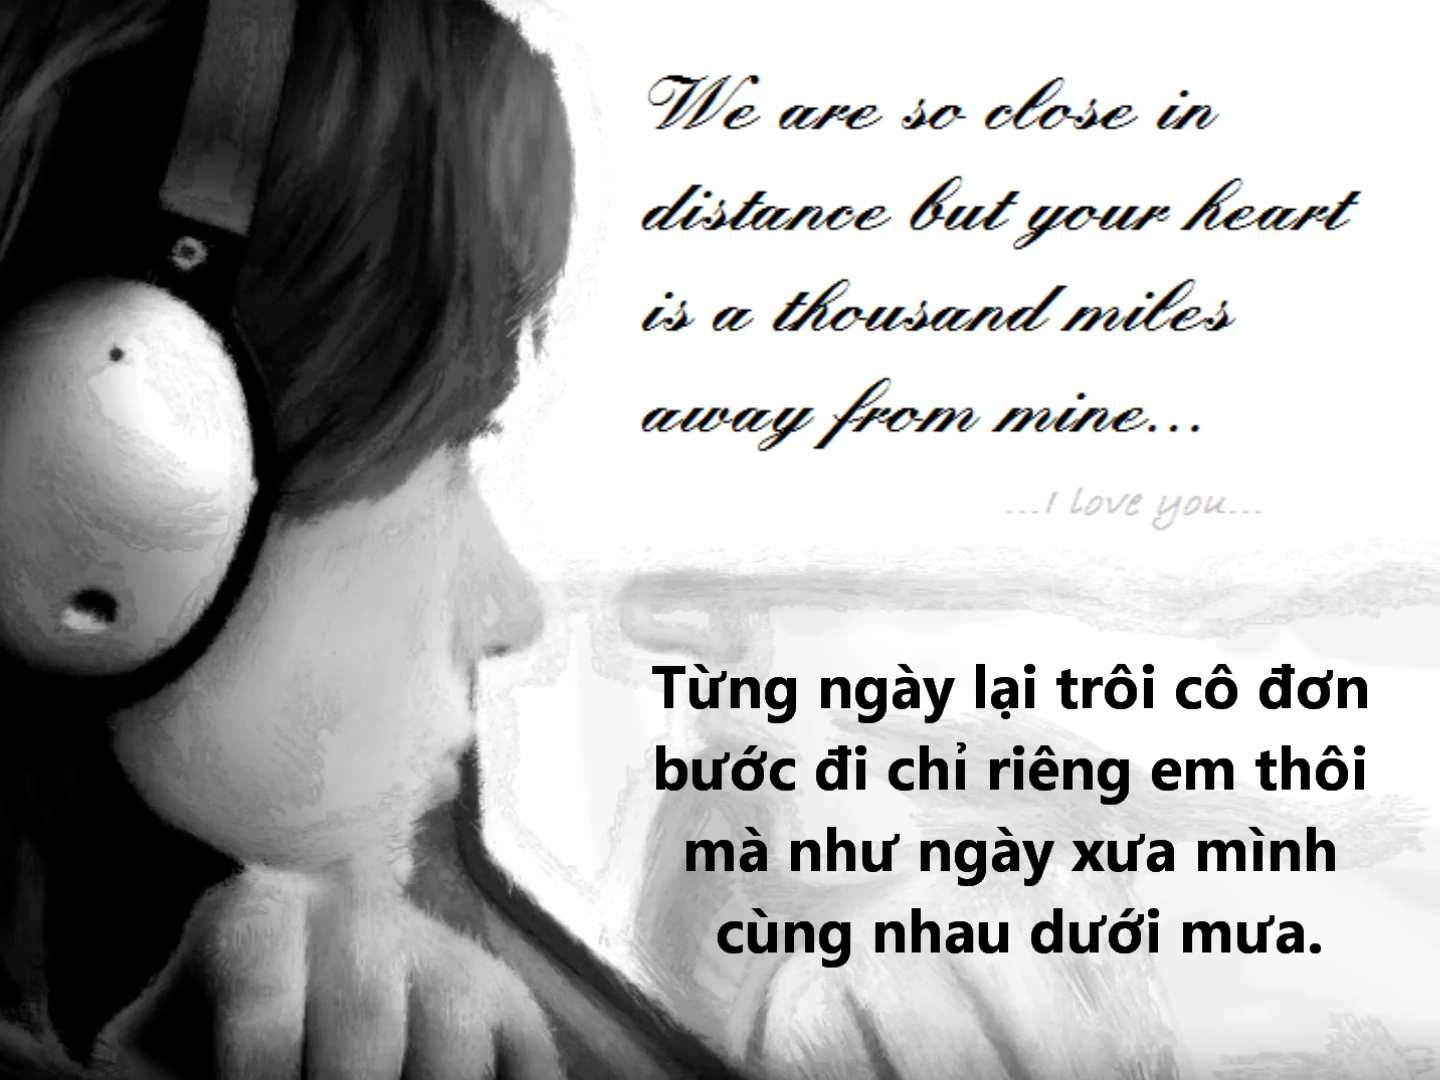 We are so close in
distance but your heart
is a thousand miles
away from mine...
...I love you...
Từng ngày lại trôi cô đơn
bước đi chỉ riêng em thôi
mà như ngày xưa mình
cùng nhau dưới mưa.